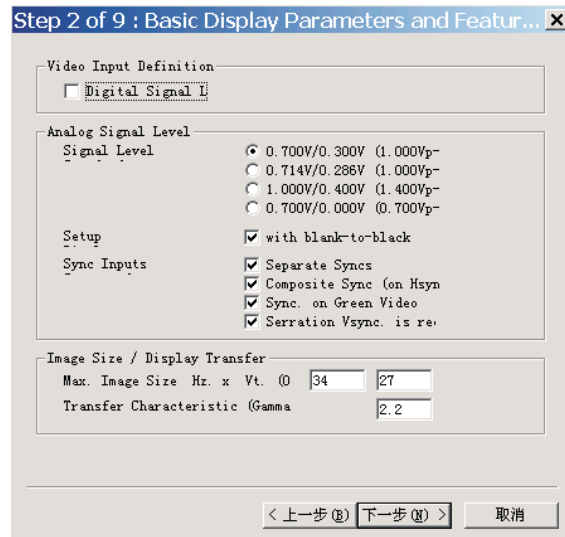 Step 2 of 9 : Basic Display Parameters and Featur...
Video Input Definition
Digital Signal L
Analog Signal Level
Signal Level
0.700V/0.300V (1.000Vp-
0.714V/0.286V (1.000Vp-
1.000V/0.400V (1.400Vp-
0.700V/0.000V (0.700Vp-
Setup
with blank-to-black
Sync Inputs
Separate Syncs
Composite Sync (on Hsyn
Sync. on Green Video
Serration Vsync. is re
Image Size / Display Transfer
Max. Image Size Hz. x Vt. (0 34 27
Transfer Characteristic (Gamma 2.2
< 上一步(B) 下一步(N) > 取消